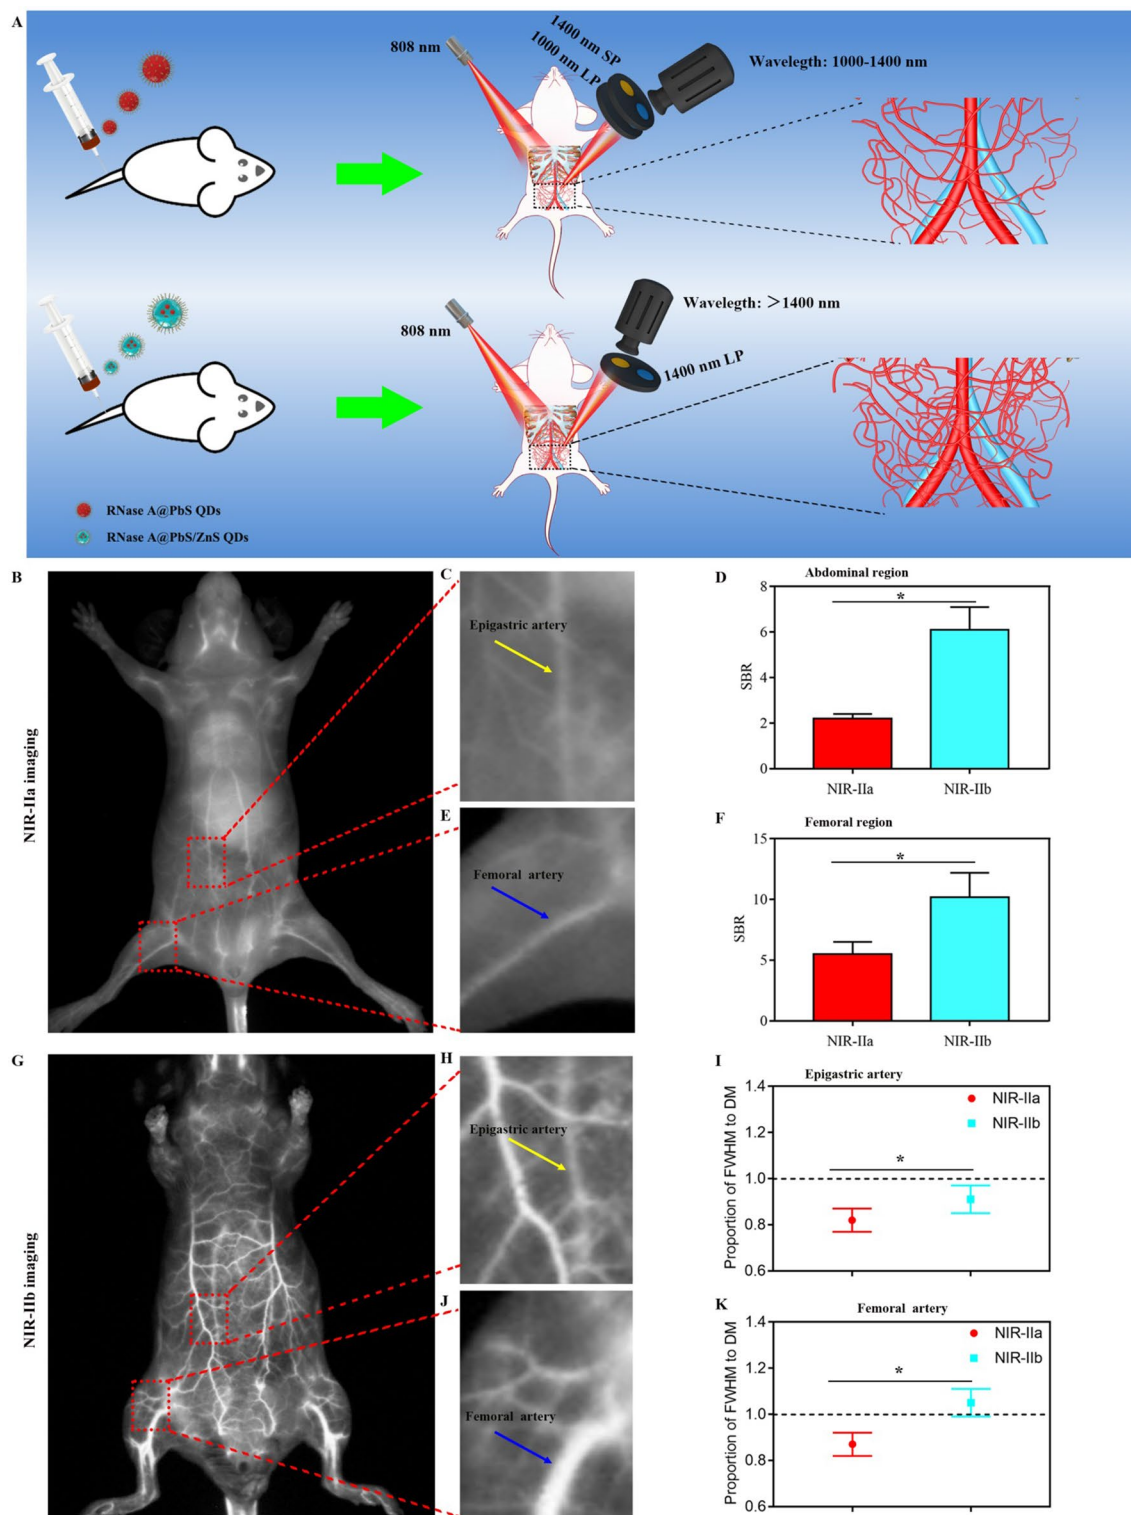 A
808 nm
1400 nm SP
1000 nm LP
Wavelegth: 1000-1400 nm
808 nm
Wavelegth: >1400 nm
1400 nm LP
RNase A@PbS QDs
RNase A@PbS/ZnS QDs
B
NIR-IIa imaging
C
Epigastric artery
D
Abdominal region
*
SBR
8
6
4
2
0
NIR-IIa
NIR-IIb
E
Femoral artery
F
Femoral region
*
SBR
15
10
5
0
NIR-IIa
NIR-IIb
G
NIR-IIb imaging
H
Epigastric artery
I
Epigastric artery
NIR-IIa
NIR-IIb
*
Proportion of FWHM to DM
1.4
1.2
1.0
0.8
0.6
J
Femoral artery
K
Femoral artery
NIR-IIa
NIR-IIb
*
Proportion of FWHM to DM
1.4
1.2
1.0
0.8
0.6